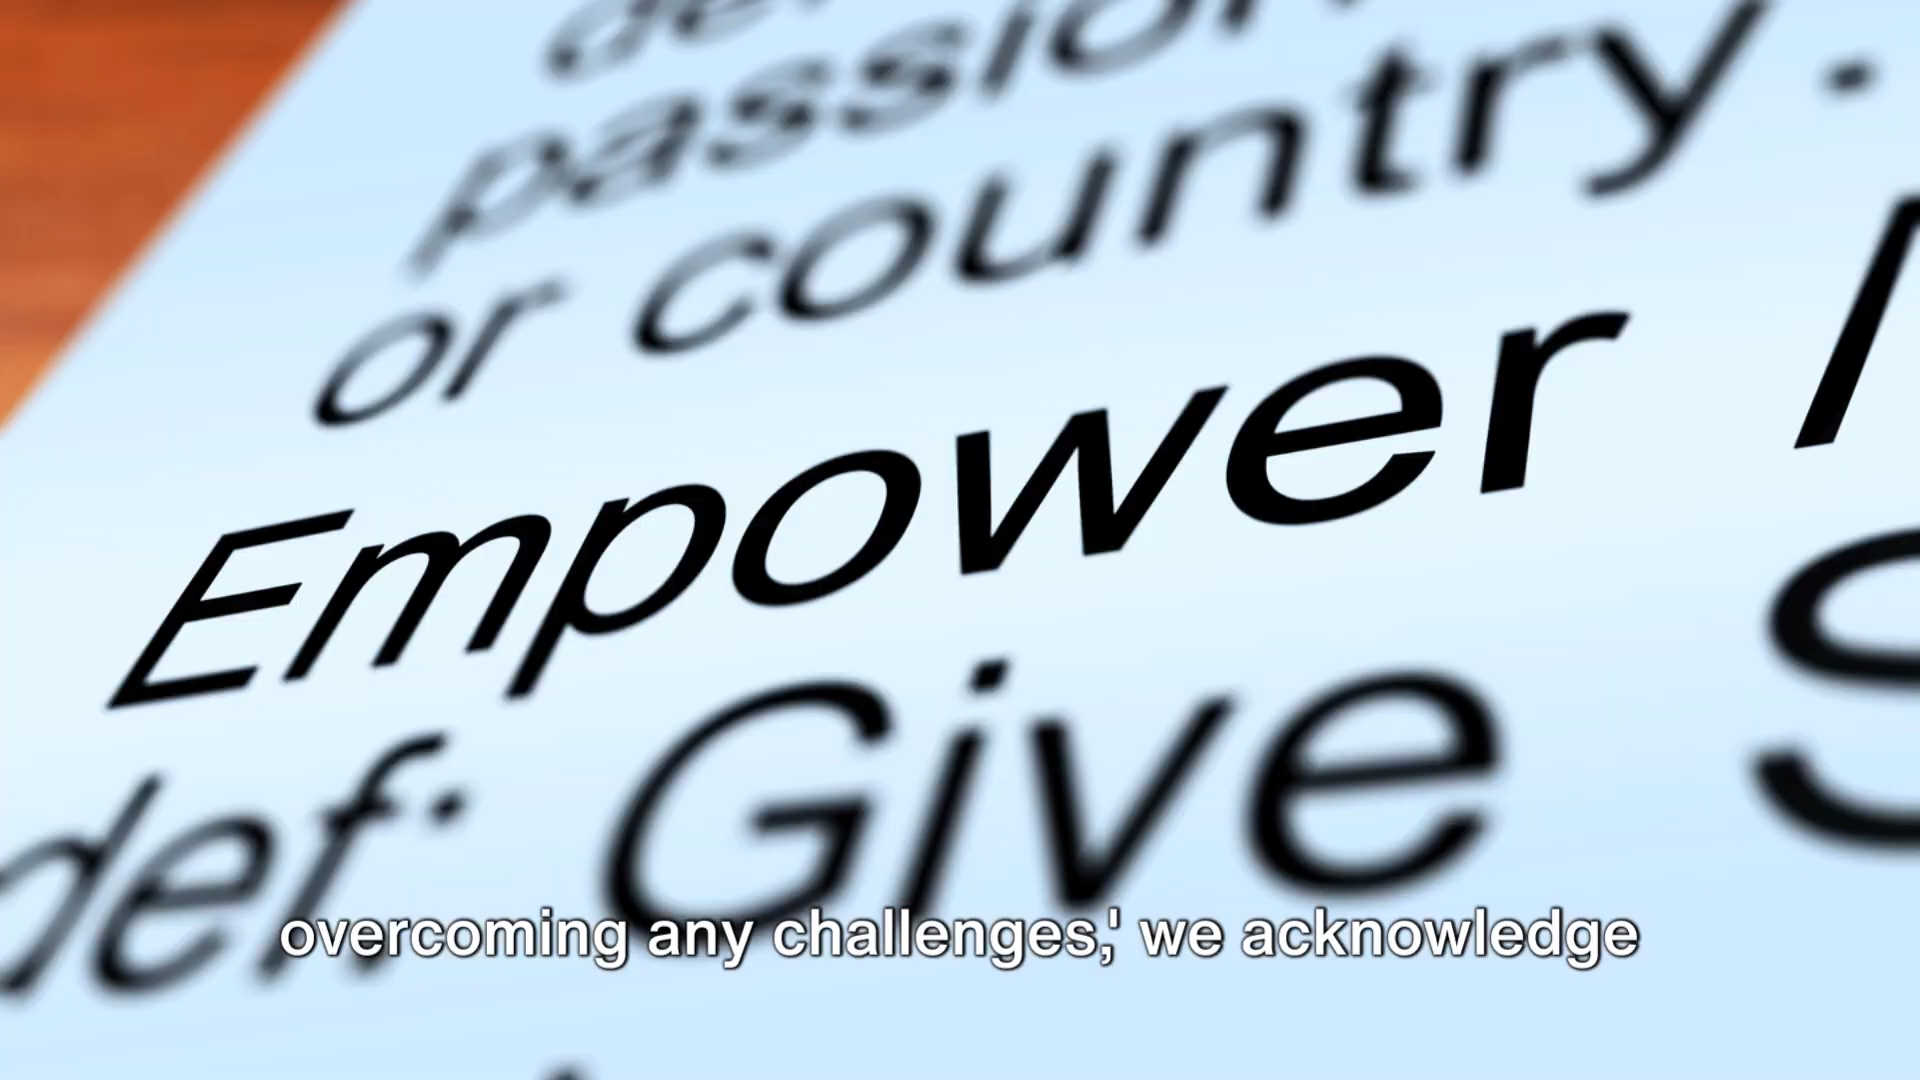 passion
or country.
Empower
def: Give
overcoming any challenges,' we acknowledge